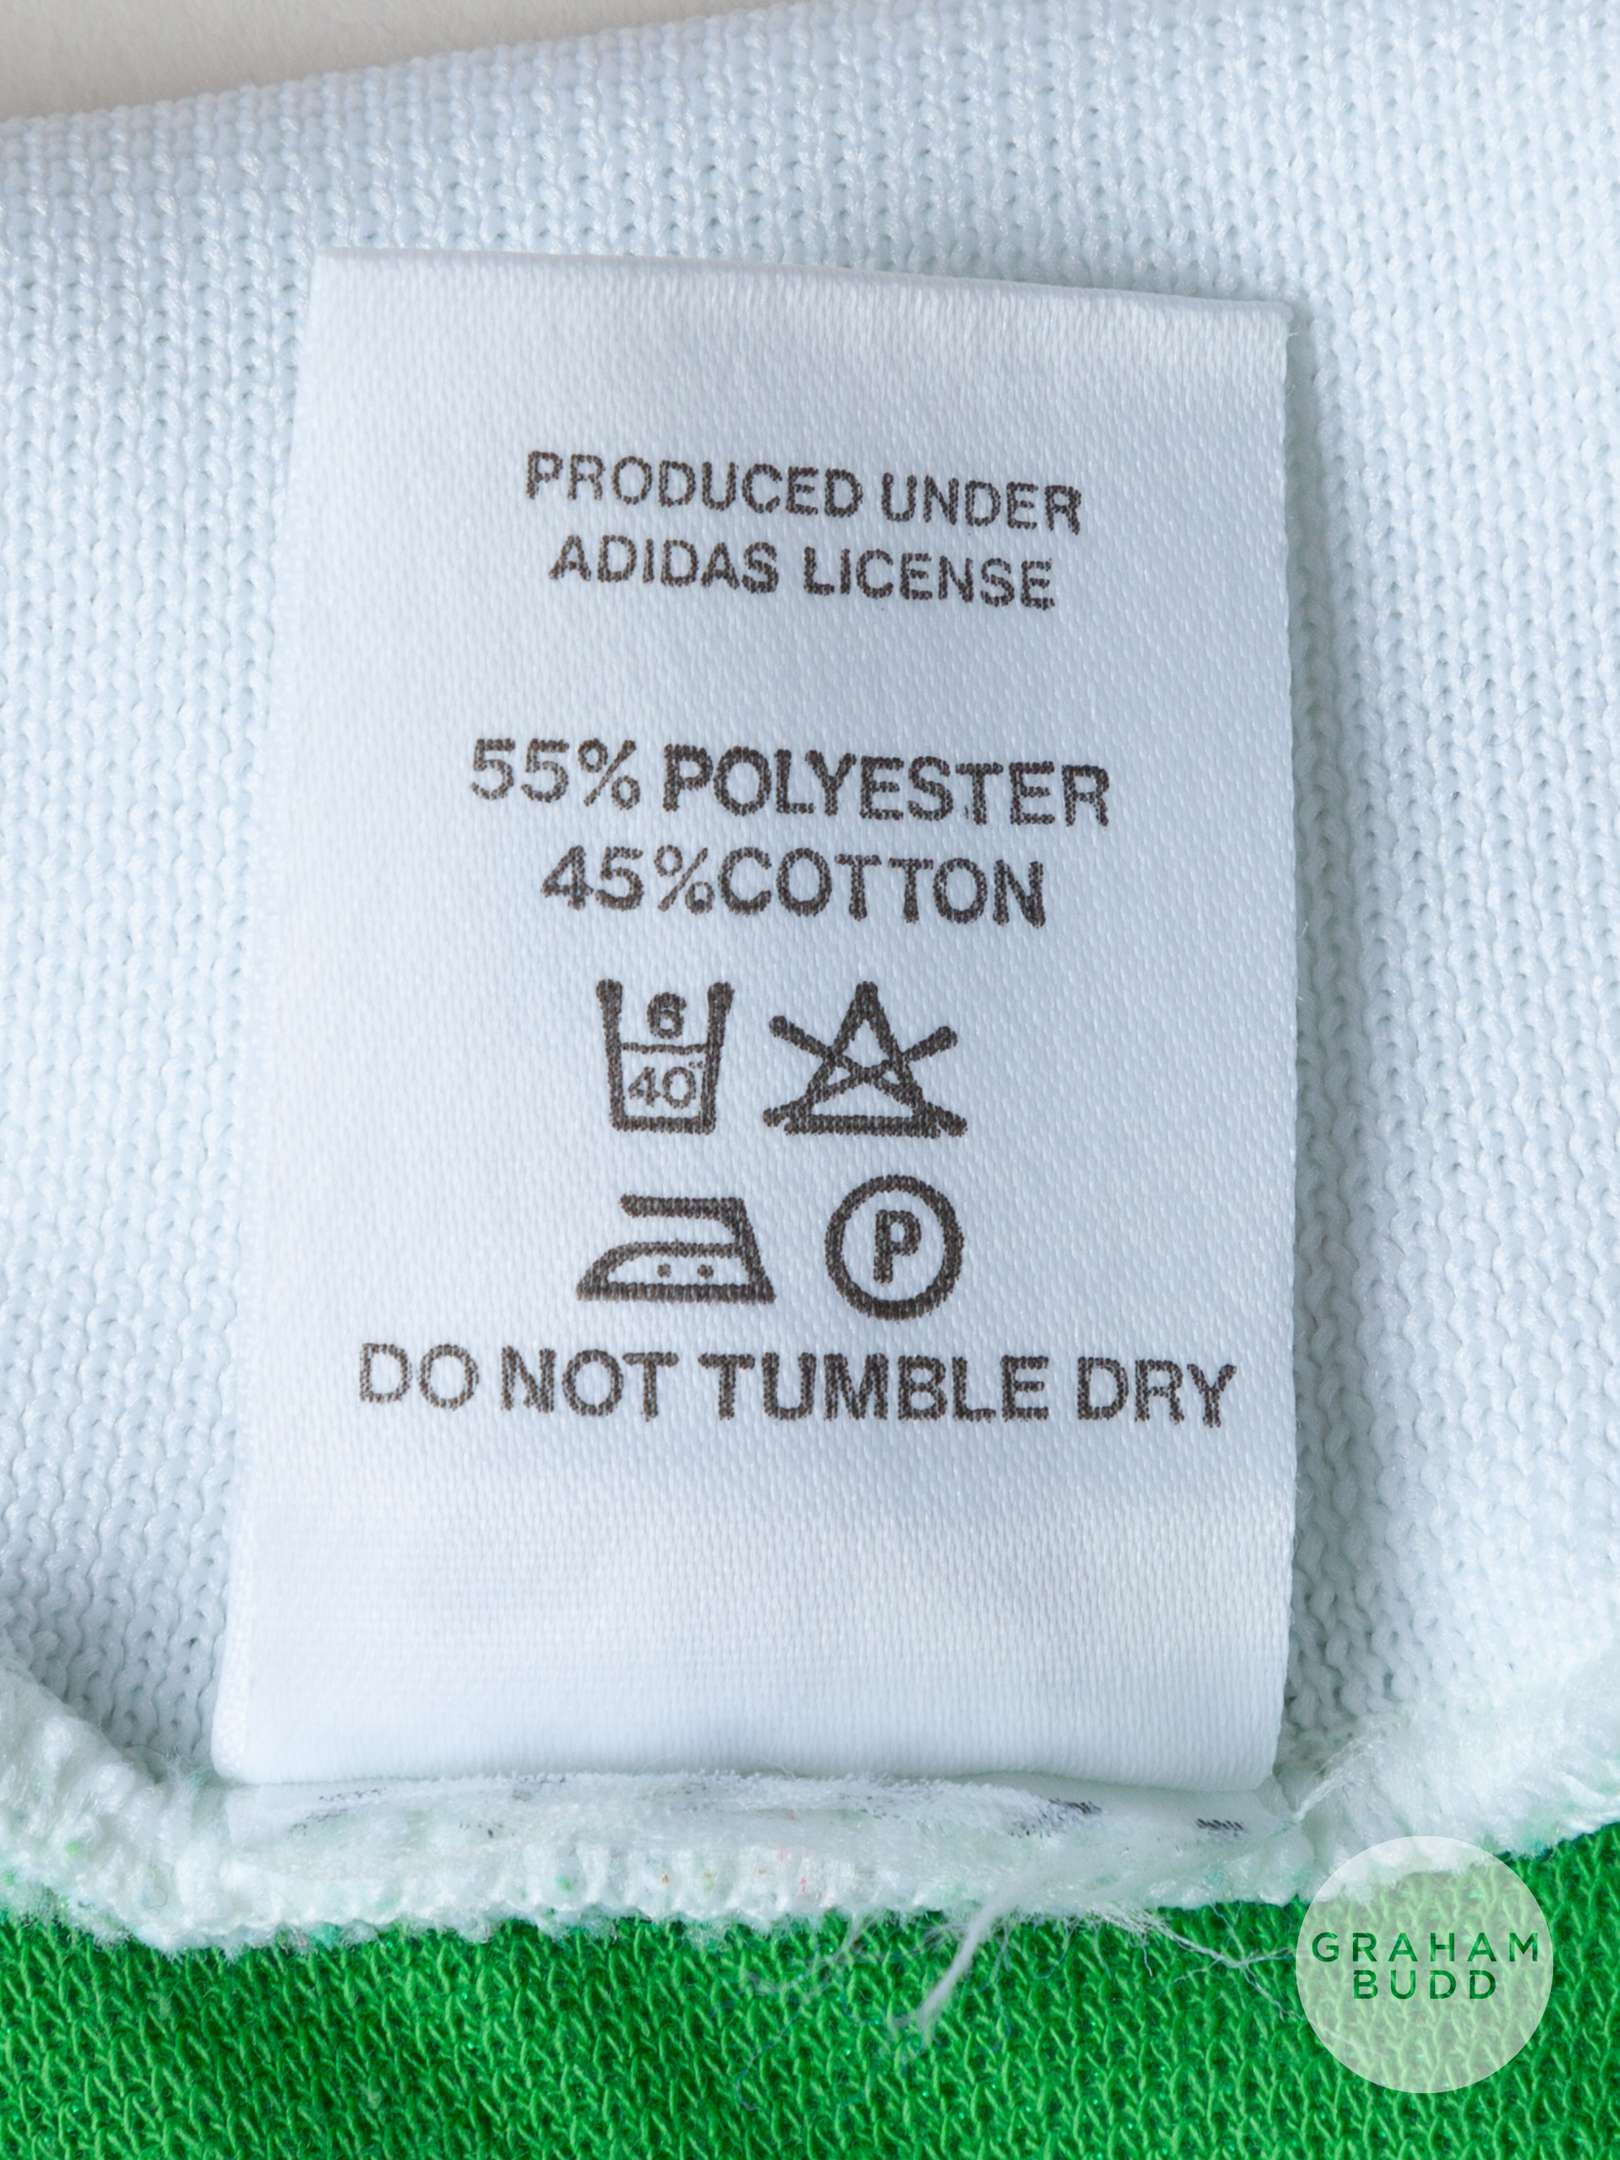 PRODUCED UNDER
ADIDAS LICENSE
55% POLYESTER
45%COTTON
6
40°
P
DO NOT TUMBLE DRY
GRAHAM
BUDD